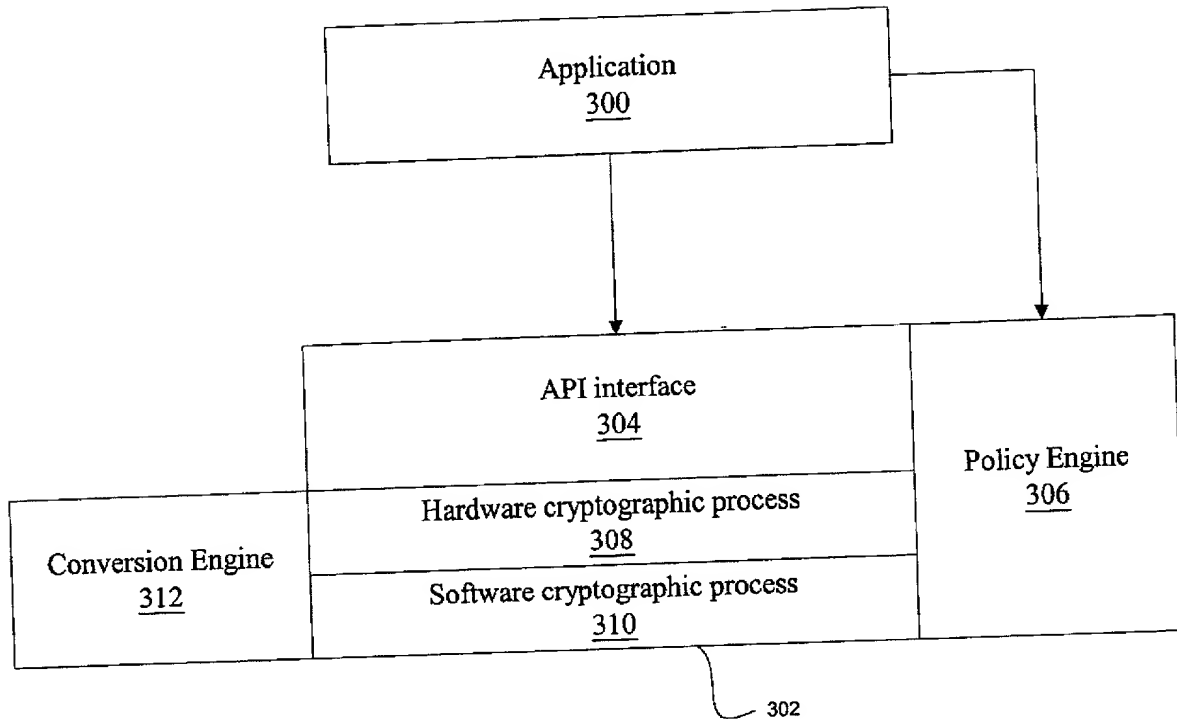 Application
300
API interface
304
Policy Engine
306
Hardware cryptographic process
308
Conversion Engine
312
Software cryptographic process
310
302